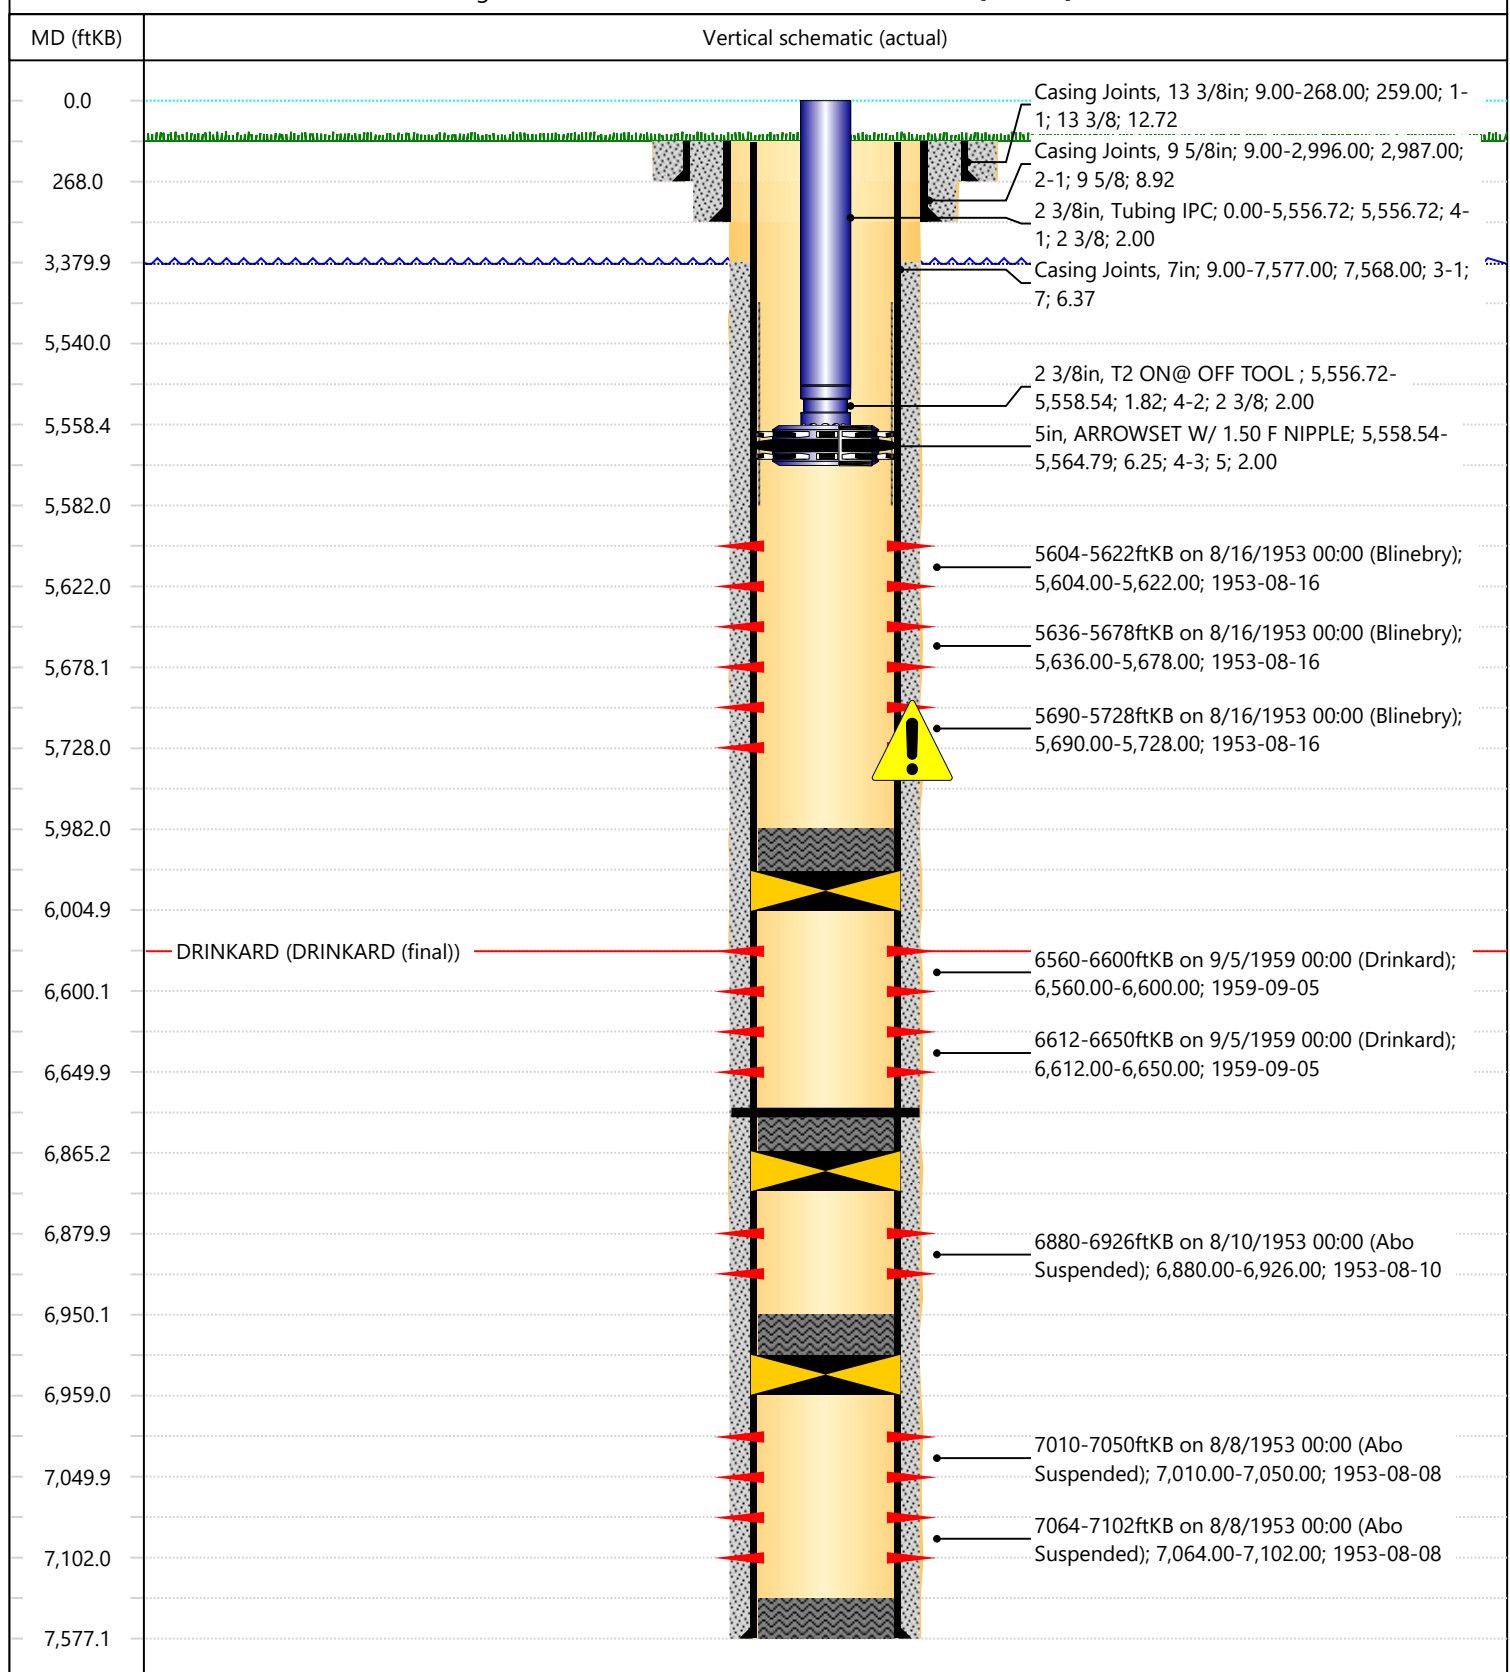 MD (ftKB)
Vertical schematic (actual)
0.0
268.0
3,379.9
5,540.0
5,558.4
5,582.0
5,622.0
5,678.1
5,728.0
5,982.0
6,004.9
6,600.1
6,649.9
6,865.2
6,879.9
6,950.1
6,959.0
7,049.9
7,102.0
7,577.1
DRINKARD (DRINKARD (final))
Casing Joints, 13 3/8in; 9.00-268.00; 259.00; 1-
1; 13 3/8; 12.72
Casing Joints, 9 5/8in; 9.00-2,996.00; 2,987.00;
2-1; 9 5/8; 8.92
2 3/8in, Tubing IPC; 0.00-5,556.72; 5,556.72; 4-
1; 2 3/8; 2.00
Casing Joints, 7in; 9.00-7,577.00; 7,568.00; 3-1;
7; 6.37
2 3/8in, T2 ON@ OFF TOOL ; 5,556.72-
5,558.54; 1.82; 4-2; 2 3/8; 2.00
5in, ARROWSET W/ 1.50 F NIPPLE; 5,558.54-
5,564.79; 6.25; 4-3; 5; 2.00
5604-5622ftKB on 8/16/1953 00:00 (Blinebry);
5,604.00-5,622.00; 1953-08-16
5636-5678ftKB on 8/16/1953 00:00 (Blinebry);
5,636.00-5,678.00; 1953-08-16
5690-5728ftKB on 8/16/1953 00:00 (Blinebry);
5,690.00-5,728.00; 1953-08-16
6560-6600ftKB on 9/5/1959 00:00 (Drinkard);
6,560.00-6,600.00; 1959-09-05
6612-6650ftKB on 9/5/1959 00:00 (Drinkard);
6,612.00-6,650.00; 1959-09-05
6880-6926ftKB on 8/10/1953 00:00 (Abo
Suspended); 6,880.00-6,926.00; 1953-08-10
7010-7050ftKB on 8/8/1953 00:00 (Abo
Suspended); 7,010.00-7,050.00; 1953-08-08
7064-7102ftKB on 8/8/1953 00:00 (Abo
Suspended); 7,064.00-7,102.00; 1953-08-08